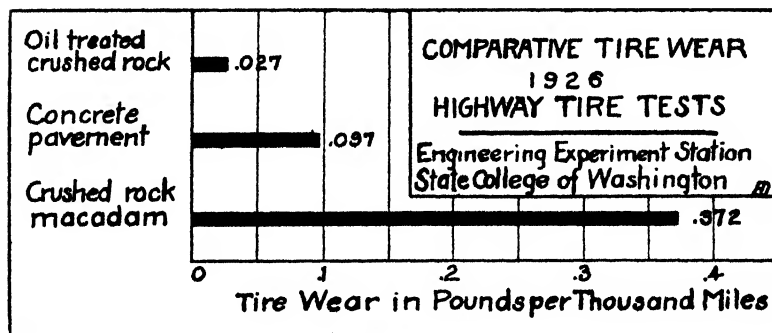 Oil treated
crushed rock
.027
Concrete
pavement
.097
Crushed rock
macadam
.372
COMPARATIVE TIRE WEAR
1926
HIGHWAY TIRE TESTS
Engineering Experiment Station
State College of Washington
0 .1 .2 .3 .4
Tire Wear in Pounds per Thousand Miles